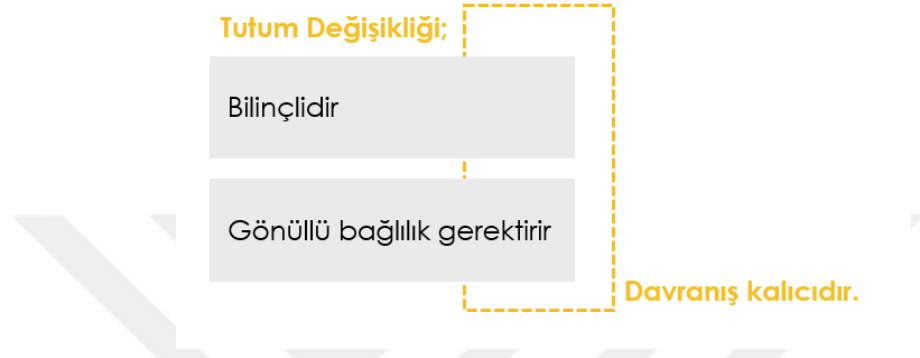 Tutum Değişikliği;
Bilinçlidir
Gönüllü bağlılık gerektirir
Davranış kalıcıdır.